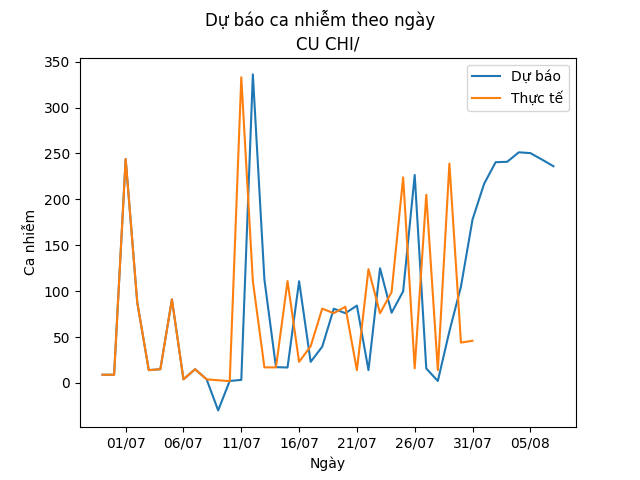 Dự báo ca nhiễm theo ngày
CU CHI/
Dự báo
Thực tế
Ca nhiễm
350
300
250
200
150
100
50
0
01/07 06/07 11/07 16/07 21/07 26/07 31/07 05/08
Ngày